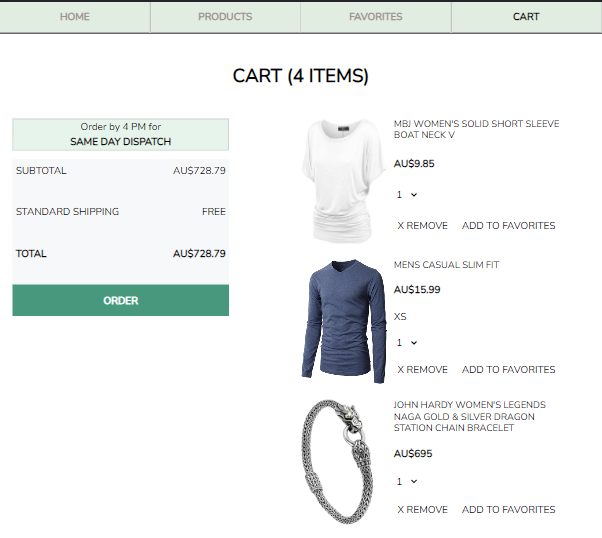 HOME
PRODUCTS
FAVORITES
CART
CART (4 ITEMS)
Order by 4 PM for
SAME DAY DISPATCH
SUBTOTAL AU$728.79
STANDARD SHIPPING FREE
TOTAL AU$728.79
ORDER
MBJ WOMEN'S SOLID SHORT SLEEVE
BOAT NECK V
AU$9.85
1
X REMOVE ADD TO FAVORITES
MENS CASUAL SLIM FIT
AU$15.99
XS
1
X REMOVE ADD TO FAVORITES
JOHN HARDY WOMEN'S LEGENDS
NAGA GOLD & SILVER DRAGON
STATION CHAIN BRACELET
AU$695
1
X REMOVE ADD TO FAVORITES